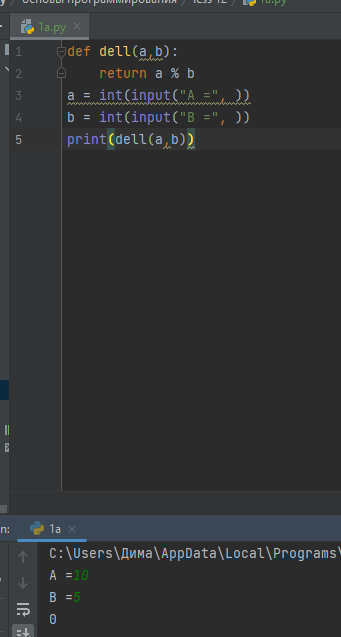 основы программирования
less 12
1a.py
1a.py
1 def dell(a,b):
2 return a % b
3 a = int(input("A =", ))
4 b = int(input("B =", ))
5 print(dell(a,b))
n: 1a
C:\Users\Дима\AppData\Local\Programs\
A =10
B =5
0